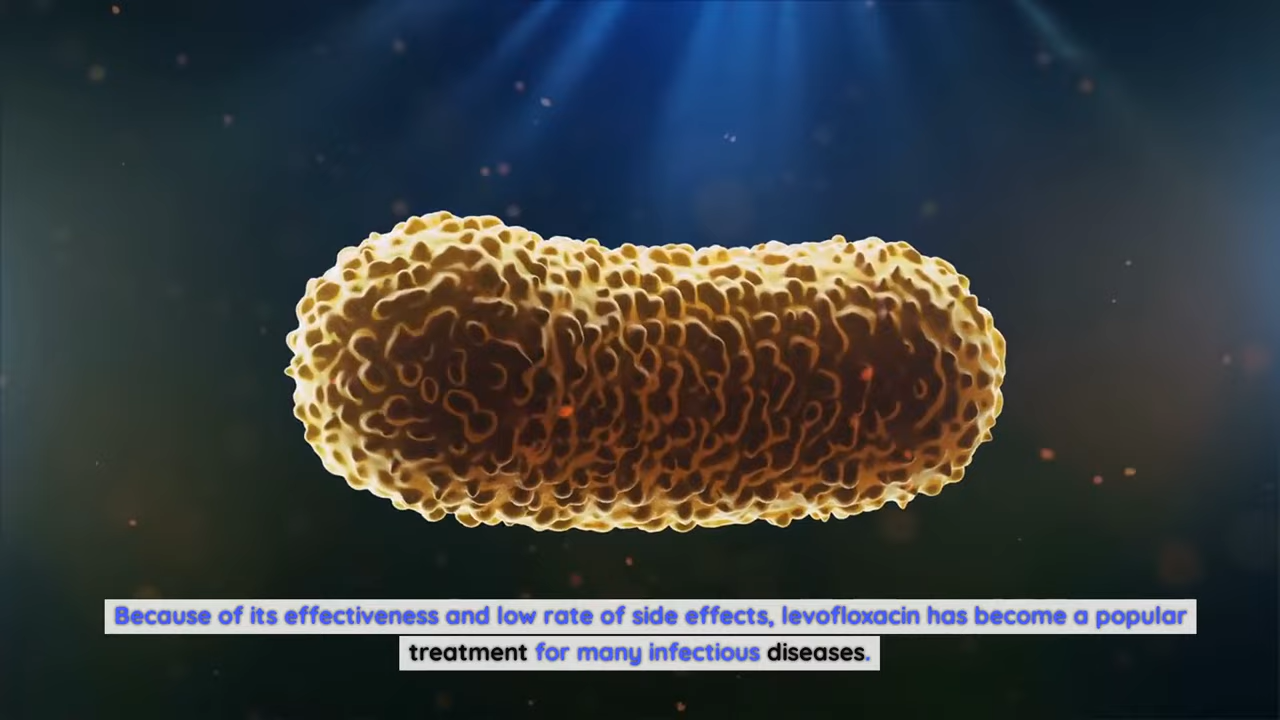 Because of its effectiveness and low rate of side effects, levofloxacin has become a popular
treatment for many infectious diseases.